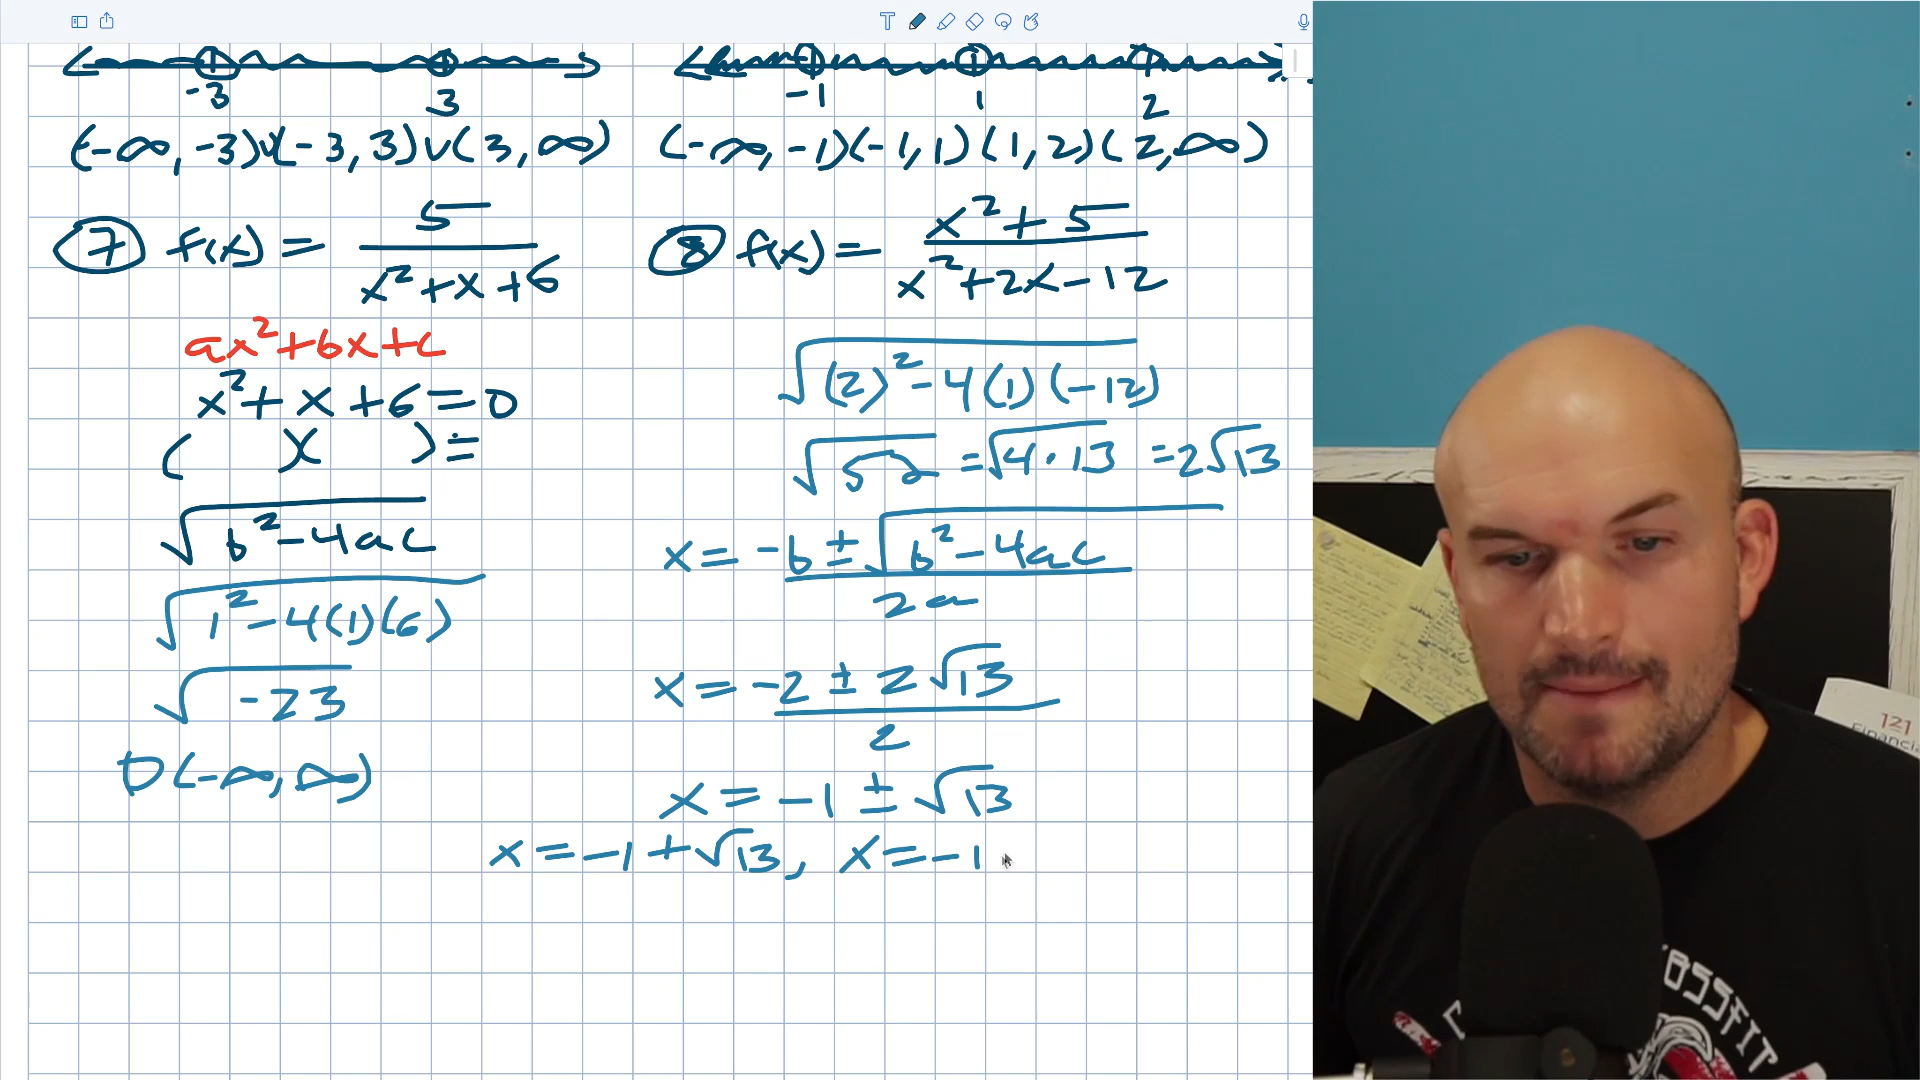 -3 3
(-∞, -3)∪(-3, 3)∪(3, ∞)
-1 1 2
(-∞, -1)(-1, 1)(1, 2)(2, ∞)
⑦ f(x) = 5 / x²+x+6
ax²+bx+c
x²+x+6=0
( )( )=
√b²-4ac
√1²-4(1)(6)
√-23
D(-∞, ∞)
⑧ f(x) = x²+5 / x²+2x-12
√(2)²-4(1)(-12)
√52 = √4·13 = 2√13
x = -b ± √b²-4ac / 2a
x = -2 ± 2√13 / 2
x = -1 ± √13
x = -1 + √13, x = -1
121
Financia
OSSFIT